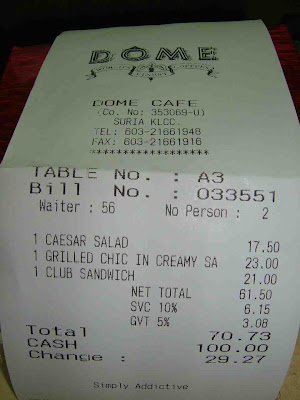 DOME
DOME CAFE
(Co. No: 353069-U)
SURIA KLCC.
TEL: 603-21661948
FAX: 603-21661916
********************
TABLE No. : A3
Bill No. : 033551
Waiter : 56 No Person : 2
1 CAESAR SALAD 17.50
1 GRILLED CHIC IN CREAMY SA 23.00
1 CLUB SANDWICH 21.00
NET TOTAL 61.50
SVC 10% 6.15
GVT 5% 3.08
Total 70.73
CASH 100.00
Change : 29.27
Simply Addictive